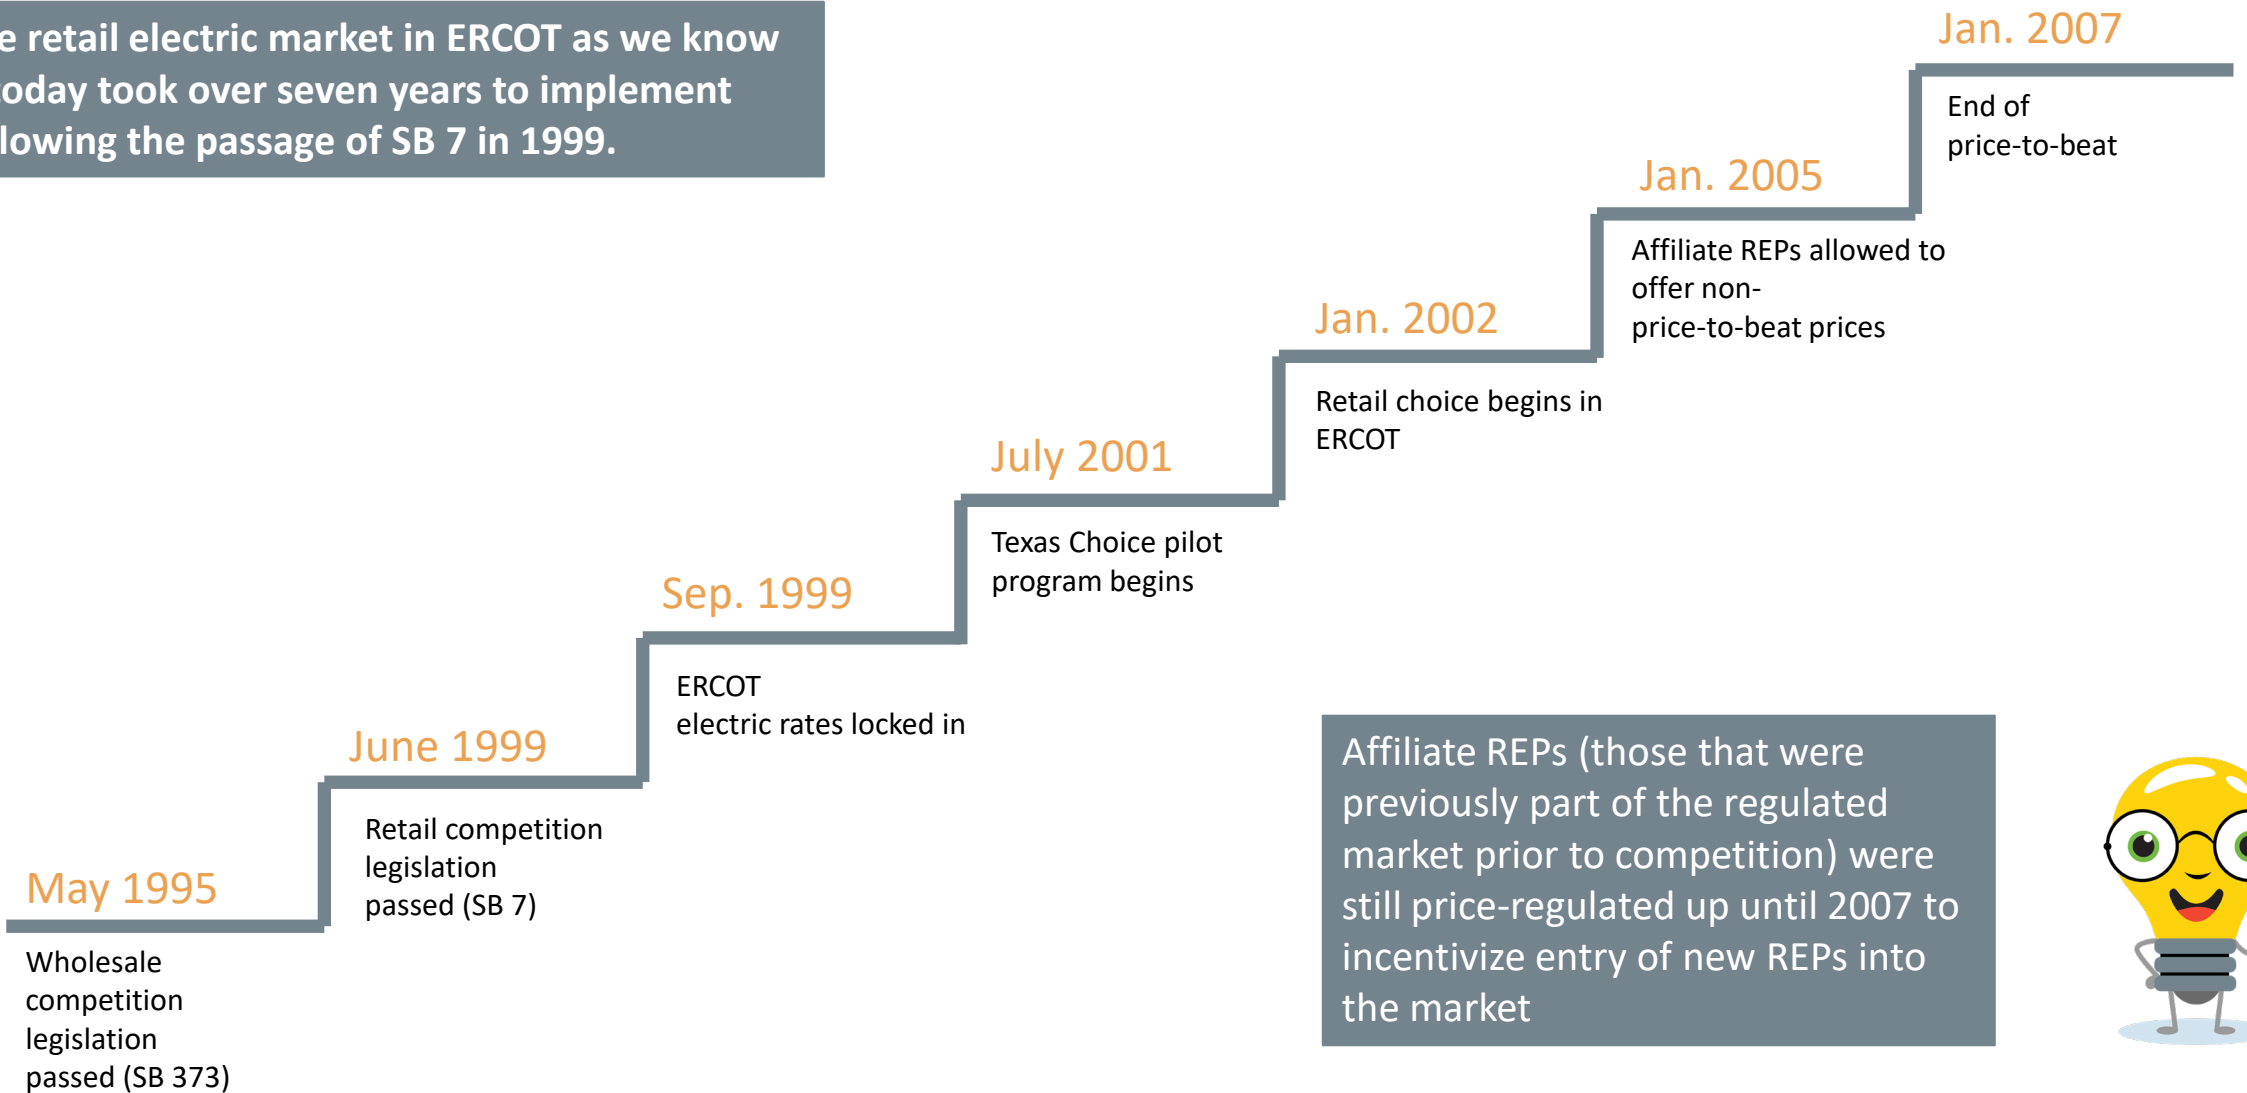 e retail electric market in ERCOT as we know
today took over seven years to implement
lowing the passage of SB 7 in 1999.
Jan. 2007
End of
price-to-beat
Jan. 2005
Affiliate REPs allowed to
offer non-
price-to-beat prices
Jan. 2002
Retail choice begins in
ERCOT
July 2001
Texas Choice pilot
program begins
Sep. 1999
ERCOT
electric rates locked in
June 1999
Retail competition
legislation
passed (SB 7)
May 1995
Wholesale
competition
legislation
passed (SB 373)
Affiliate REPs (those that were
previously part of the regulated
market prior to competition) were
still price-regulated up until 2007 to
incentivize entry of new REPs into
the market